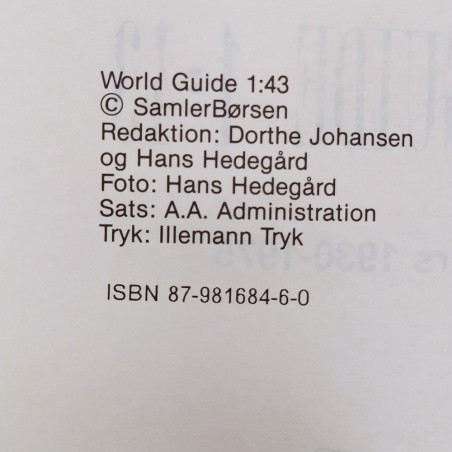 World Guide 1:43
© SamlerBørsen
Redaktion: Dorthe Johansen
og Hans Hedegård
Foto: Hans Hedegård
Sats: A.A. Administration
Tryk: Illemann Tryk
ISBN 87-981684-6-0